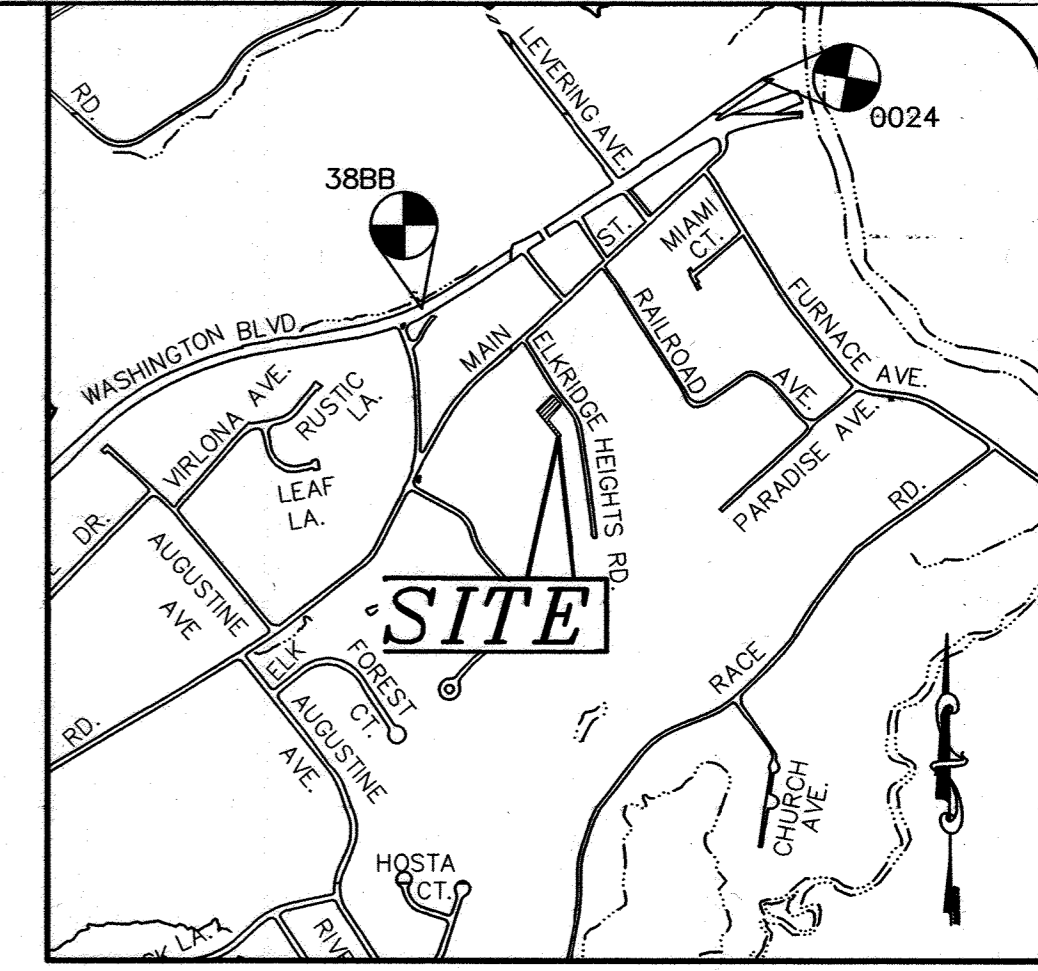 RD.
LEVERING AVE.
0024
38BB
ST.
MIAMI
CT.
WASHINGTON BLVD.
MAIN
ELKRIDGE HEIGHTS RD.
RAILROAD
AVE.
FURNACE AVE.
VIRLONA AVE.
RUSTIC
LA.
LEAF
LA.
PARADISE AVE.
RD.
DR.
AUGUSTINE
AVE
SITE
ELK
FOREST
CT.
RACE
RD.
AUGUSTINE
AVE.
CHURCH
AVE.
HOSTA
CT.
LA.